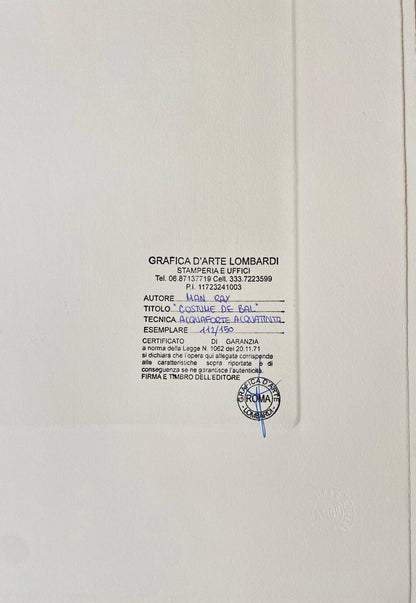 GRAFICA D'ARTE LOMBARDI
STAMPERIA E UFFICI
Tel. 06.87137719 Cell. 333.7223599
P.I. 11723241003
AUTORE MAN RAY
TITOLO "COSTUME DE BAL"
TECNICA ACQUAFORTE ACQUATINTA
ESEMPLARE 112/150
CERTIFICATO DI GARANZIA
a norma della Legge N. 1062 del 20.11.71
si dichiara che l'opera qui allegata corrisponde
alle caratteristiche sopra riportate e di
conseguenza se ne garantisce l'autenticità.
FIRMA E TIMBRO DELL'EDITORE
GRAFICA D'ARTE
ROMA
LOMBARDI